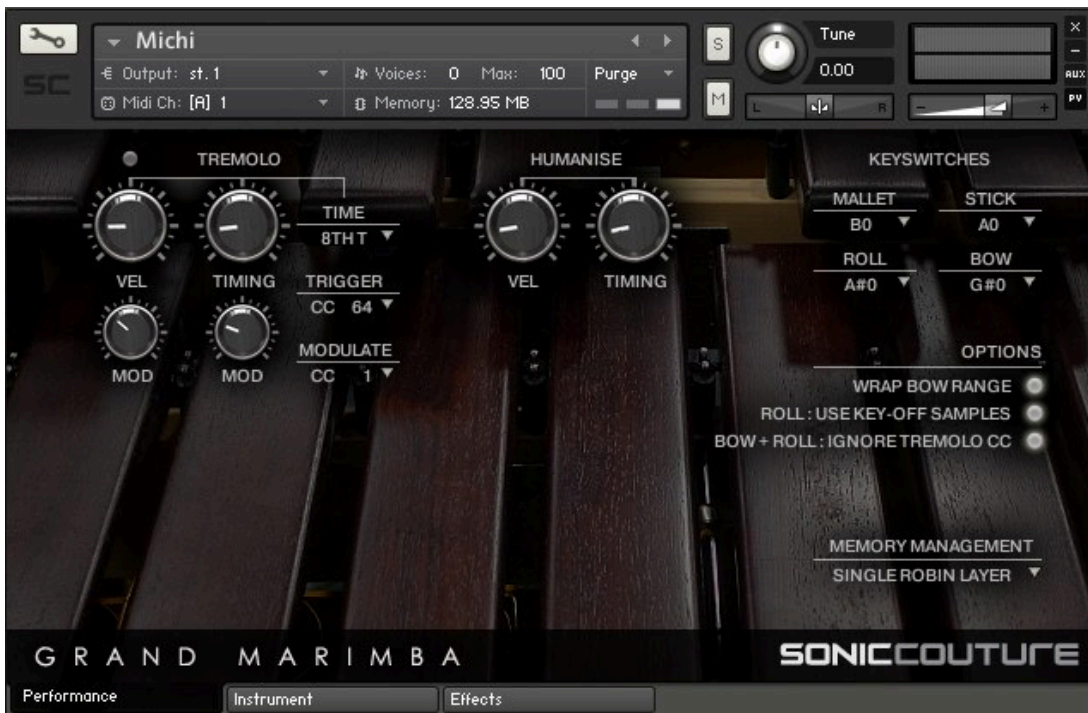 Michi
Output: st.1
Voices: 0 Max: 100
Purge
Midi Ch: [A] 1
Memory: 128.95 MB
SC
S
M
Tune
0.00
L
R
-
+
×
-
AUX
PV
TREMOLO
TIME
8TH T
VEL
TIMING
TRIGGER
CC 64
MOD
MOD
MODULATE
CC 1
HUMANISE
VEL
TIMING
KEYSWITCHES
MALLET
B0
STICK
A0
ROLL
A#0
BOW
G#0
OPTIONS
WRAP BOW RANGE
ROLL : USE KEY-OFF SAMPLES
BOW + ROLL : IGNORE TREMOLO CC
MEMORY MANAGEMENT
SINGLE ROBIN LAYER
GRAND MARIMBA
SONICCOUTURE
Performance
Instrument
Effects